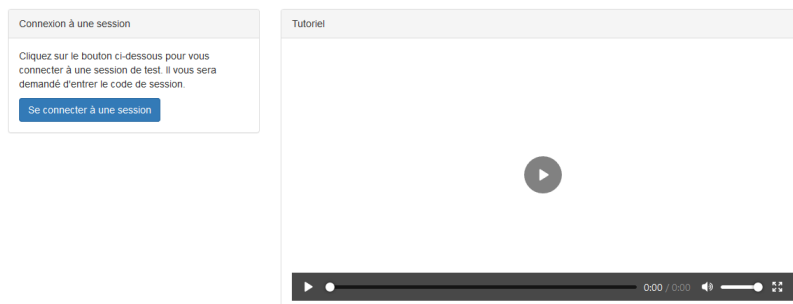 Connexion à une session
Cliquez sur le bouton ci-dessous pour vous
connecter à une session de test. Il vous sera
demandé d'entrer le code de session.
Se connecter à une session
Tutoriel
0:00 / 0:00